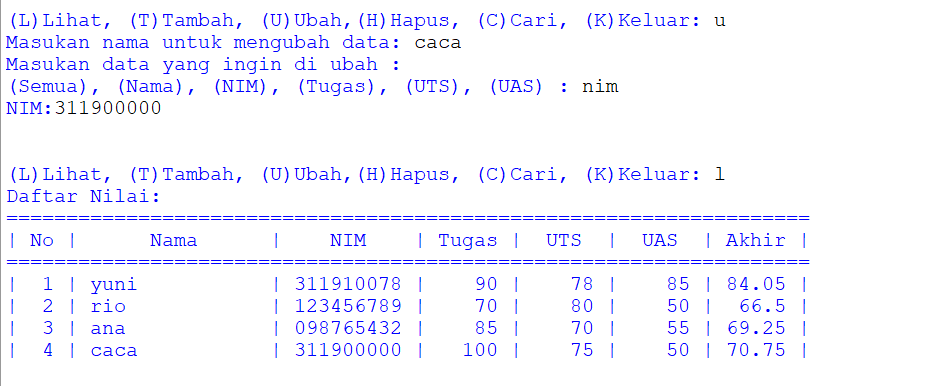 (L)Lihat, (T)Tambah, (U)Ubah,(H)Hapus, (C)Cari, (K)Keluar: u
Masukan nama untuk mengubah data: caca
Masukan data yang ingin di ubah :
(Semua), (Nama), (NIM), (Tugas), (UTS), (UAS) : nim
NIM:311900000
(L)Lihat, (T)Tambah, (U)Ubah,(H)Hapus, (C)Cari, (K)Keluar: l
Daftar Nilai:
===================================================================
| No |      Nama      |    NIM    | Tugas |  UTS  |  UAS  | Akhir |
===================================================================
|  1 | yuni           | 311910078 |    90 |    78 |    85 | 84.05 |
|  2 | rio            | 123456789 |    70 |    80 |    50 |  66.5 |
|  3 | ana            | 098765432 |    85 |    70 |    55 | 69.25 |
|  4 | caca           | 311900000 |   100 |    75 |    50 | 70.75 |